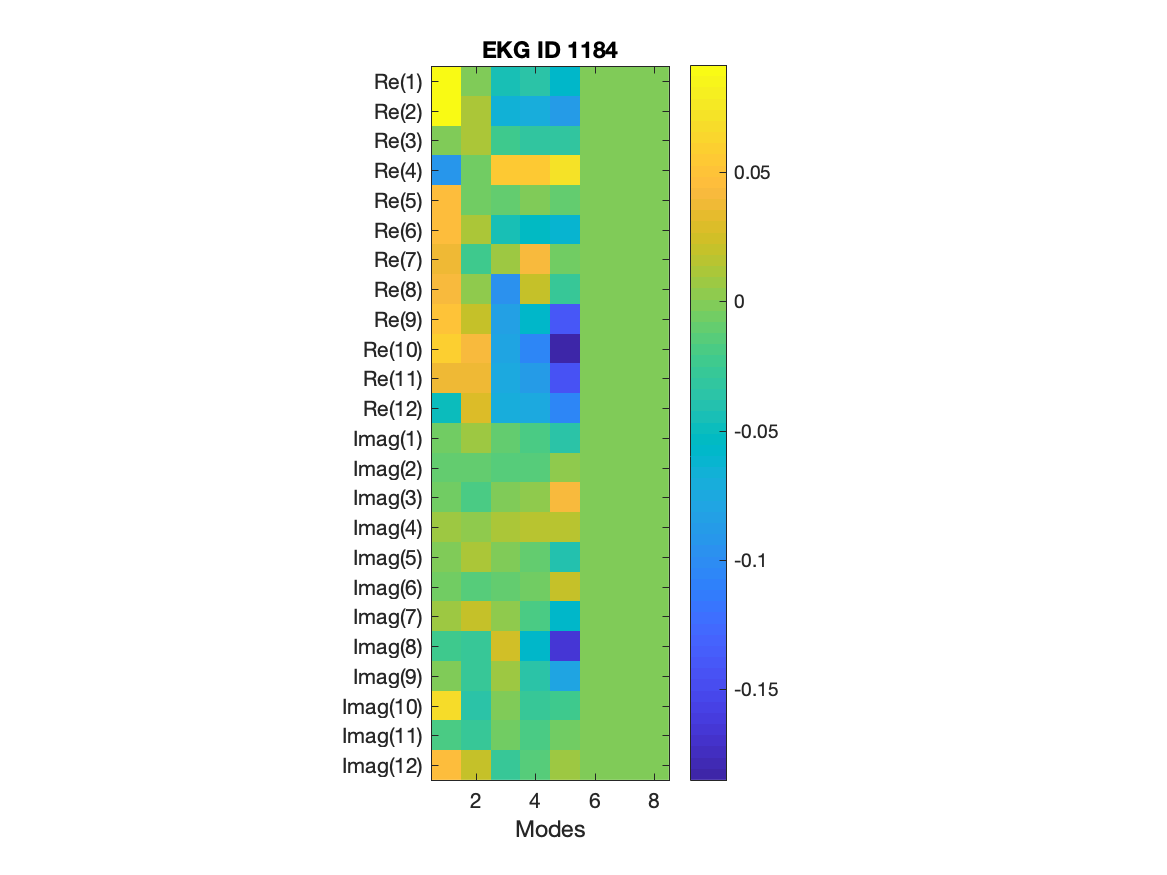 EKG ID 1184
Re(1)
Re(2)
Re(3)
Re(4)
Re(5)
Re(6)
Re(7)
Re(8)
Re(9)
Re(10)
Re(11)
Re(12)
Imag(1)
Imag(2)
Imag(3)
Imag(4)
Imag(5)
Imag(6)
Imag(7)
Imag(8)
Imag(9)
Imag(10)
Imag(11)
Imag(12)
2 4 6 8
Modes
0.05
0
-0.05
-0.1
-0.15